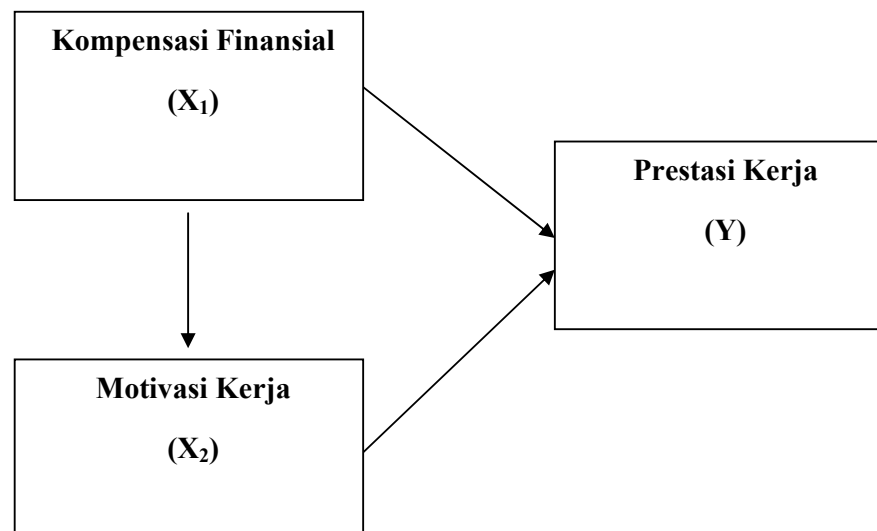 Kompensasi Finansial
(X₁)
Prestasi Kerja
(Y)
Motivasi Kerja
(X₂)